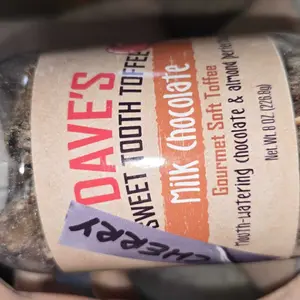 DAVE'S
SWEET TOOTH TOFFEE
Milk Chocolate
Gourmet Soft Toffee
Mouth-watering chocolate & almond
Net Wt. 8 OZ (226.8g)
CHERRY